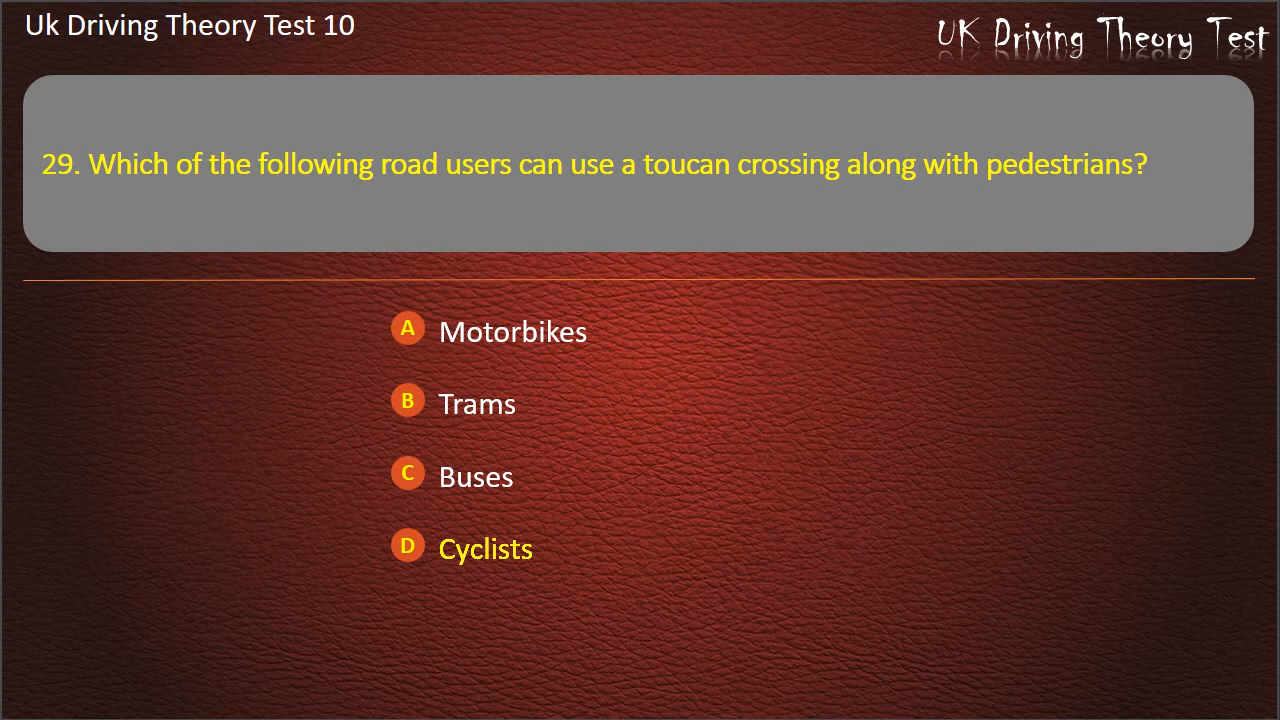 Uk Driving Theory Test 10
UK Driving Theory Test
29. Which of the following road users can use a toucan crossing along with pedestrians?
A Motorbikes
B Trams
C Buses
D Cyclists